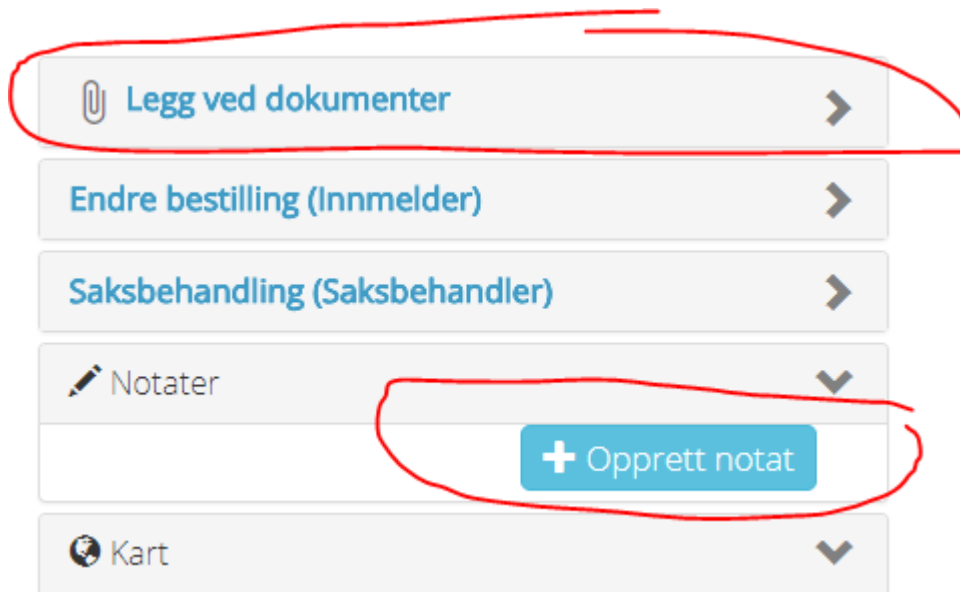 Legg ved dokumenter
Endre bestilling (Innmelder)
Saksbehandling (Saksbehandler)
Notater
Opprett notat
Kart